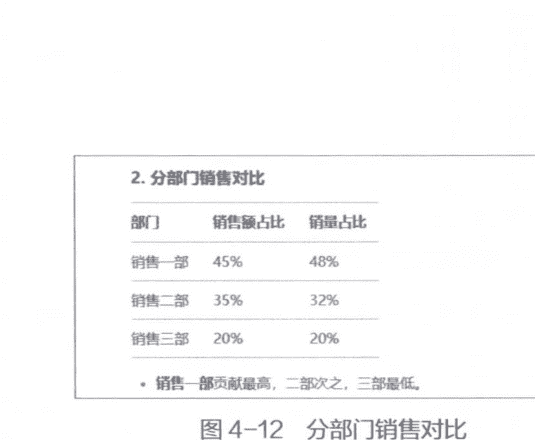 2. 分部门销售对比
部门 销售额占比 销量占比
销售一部 45% 48%
销售二部 35% 32%
销售三部 20% 20%
• 销售一部贡献最高，二部次之，三部最低。
图 4-12 分部门销售对比